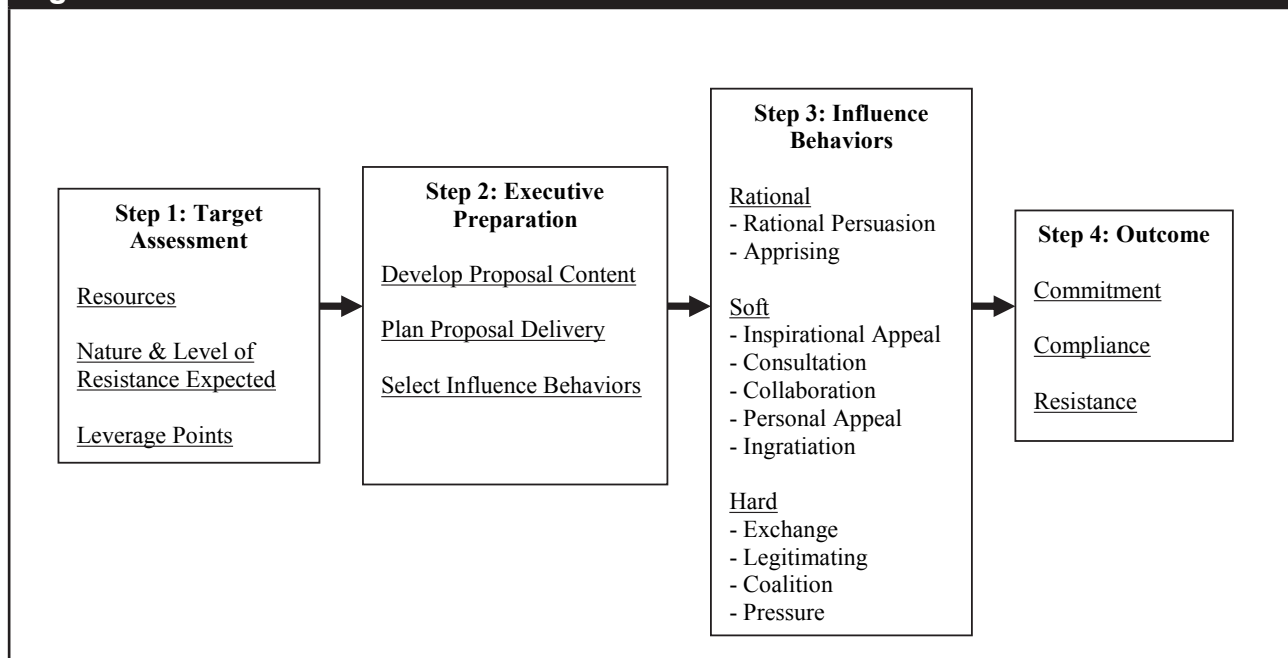 Step 1: Target
Assessment
Resources
Nature & Level of
Resistance Expected
Leverage Points
Step 2: Executive
Preparation
Develop Proposal Content
Plan Proposal Delivery
Select Influence Behaviors
Step 3: Influence
Behaviors
Rational
- Rational Persuasion
- Apprising
Soft
- Inspirational Appeal
- Consultation
- Collaboration
- Personal Appeal
- Ingratiation
Hard
- Exchange
- Legitimating
- Coalition
- Pressure
Step 4: Outcome
Commitment
Compliance
Resistance